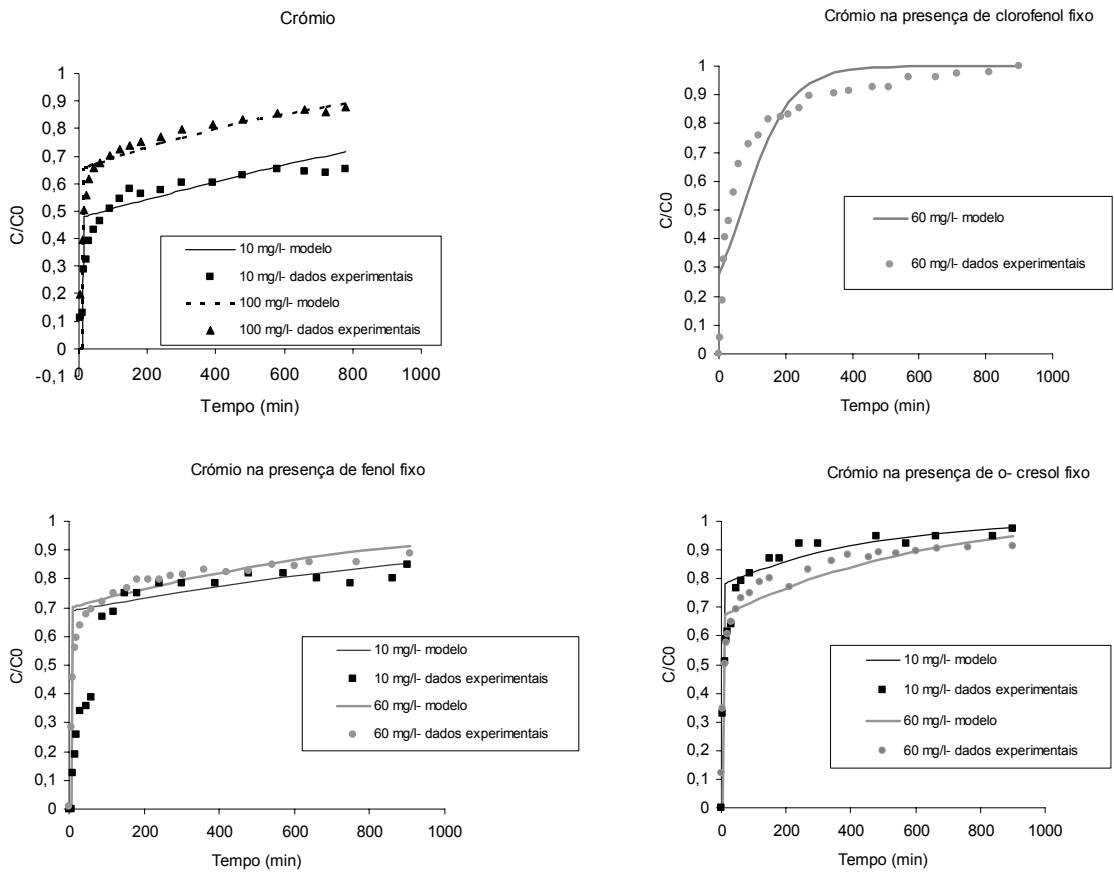 Crómio
1
0,9
0,8
0,7
0,6
0,5
0,4
0,3
0,2
0,1
0
-0,1
C/C0
0
200
400
600
800
1000
Tempo (min)
10 mg/l- modelo
10 mg/l- dados experimentais
100 mg/l- modelo
100 mg/l- dados experimentais
Crómio na presença de clorofenol fixo
1
0,9
0,8
0,7
0,6
0,5
0,4
0,3
0,2
0,1
0
C/C0
0
200
400
600
800
1000
Tempo (min)
60 mg/l- modelo
60 mg/l- dados experimentais
Crómio na presença de fenol fixo
1
0,9
0,8
0,7
0,6
0,5
0,4
0,3
0,2
0,1
0
C/C0
0
200
400
600
800
1000
Tempo (min)
10 mg/l- modelo
10 mg/l- dados experimentais
60 mg/l- modelo
60 mg/l- dados experimentais
Crómio na presença de o- cresol fixo
1
0,9
0,8
0,7
0,6
0,5
0,4
0,3
0,2
0,1
0
C/C0
0
200
400
600
800
1000
Tempo (min)
10 mg/l- modelo
10 mg/l- dados experimentais
60 mg/l- modelo
60 mg/l- dados experimentais